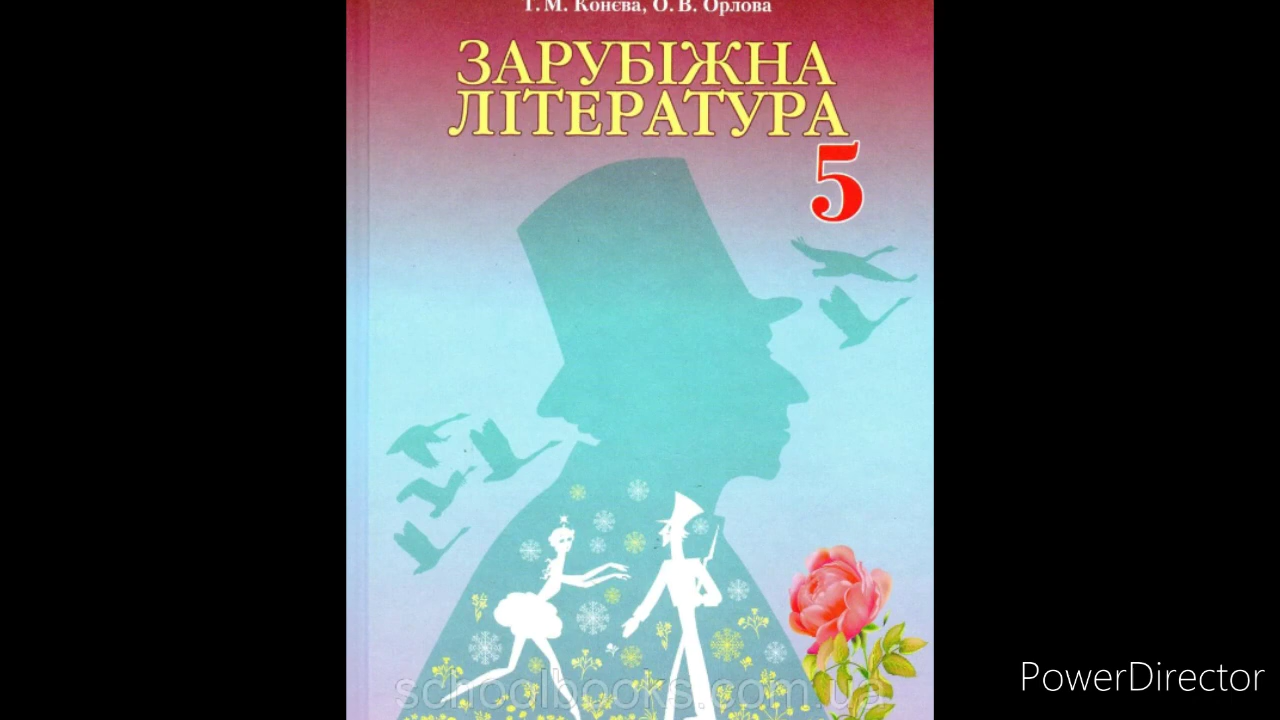 Т. М. Конєва, О. В. Орлова
ЗАРУБІЖНА
ЛІТЕРАТУРА
5
schoolbooks.com.ua
PowerDirector